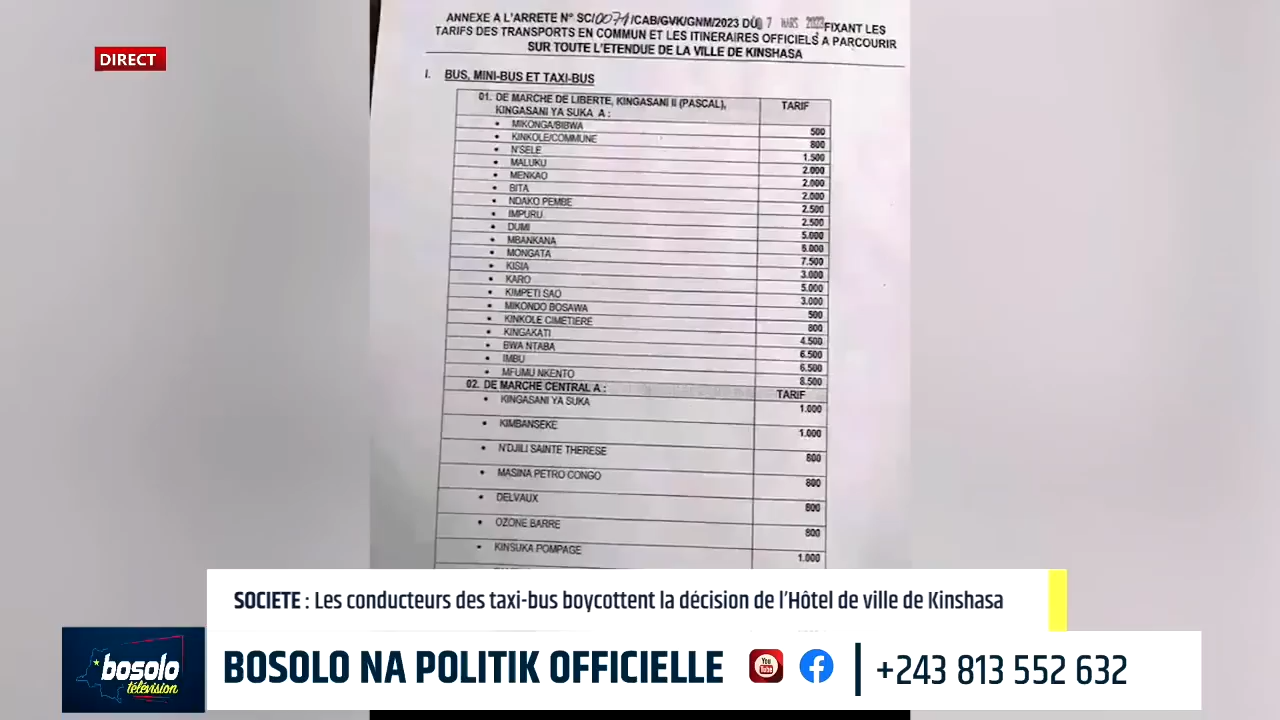 DIRECT
ANNEXE A L'ARRETE N° SC/0074/CAB/GVK/GNM/2023 DU 7 MARS 2023 FIXANT LES
TARIFS DES TRANSPORTS EN COMMUN ET LES ITINERAIRES OFFICIELS A PARCOURIR
SUR TOUTE L'ETENDUE DE LA VILLE DE KINSHASA
I. BUS, MINI-BUS ET TAXI-BUS
01. DE MARCHE DE LIBERTE, KINGASANI II (PASCAL), TARIF
KINGASANI YA SUKA A :
• MIKONGA/BIBWA 500
• KINKOLE/COMMUNE 800
• N'SELE 1.500
• MALUKU 2.000
• MENKAO 2.000
• BITA 2.000
• NDAKO PEMBE 2.500
• IMPURU 2.500
• DUMI 5.000
• MBANKANA 6.000
• MONGATA 7.500
• KISIA 3.000
• KARO 5.000
• KIMPETI SAO 3.000
• MIKONDO BOSAWA 500
• KINKOLE CIMETIERE 800
• KINGAKATI 4.500
• BWA NTABA 6.500
• IMBU 6.500
• MFUMU NKENTO 8.500
02. DE MARCHE CENTRAL A : TARIF
• KINGASANI YA SUKA 1.000
• KIMBANSEKE 1.000
• N'DJILI SAINTE THERESE 800
• MASINA PETRO CONGO 800
• DELVAUX 800
• OZONE BARRE 800
• KINSUKA POMPAGE 1.000
SOCIETE : Les conducteurs des taxi-bus boycottent la décision de l'Hôtel de ville de Kinshasa
bosolo
télévision
BOSOLO NA POLITIK OFFICIELLE
You Tube
+243 813 552 632